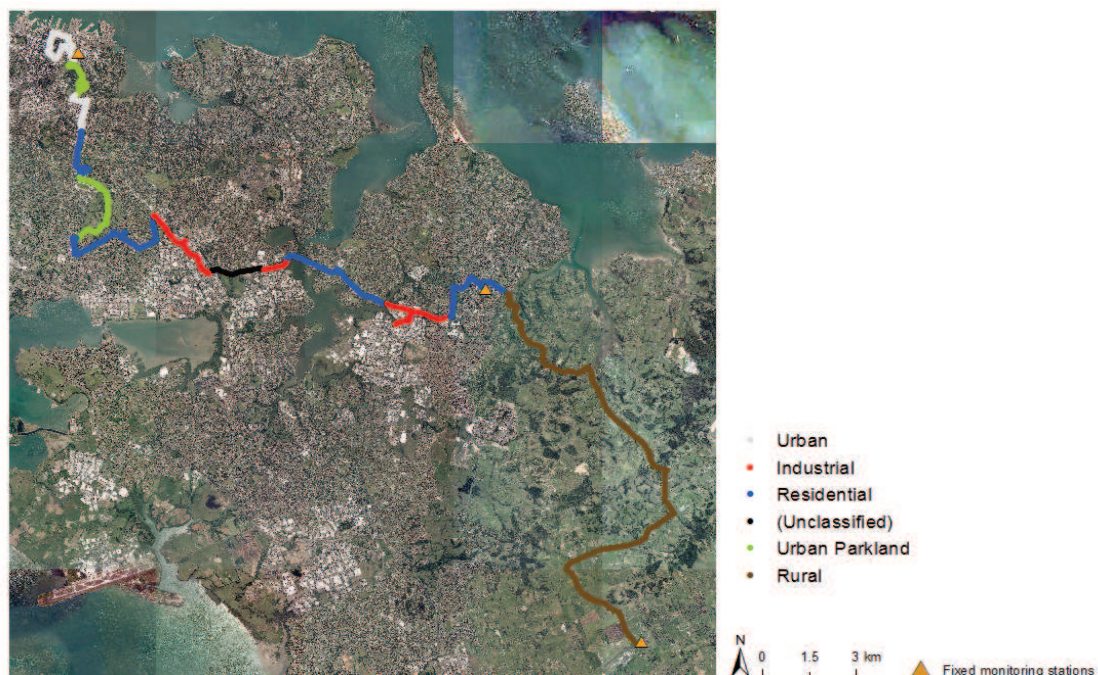 Urban
Industrial
Residential
(Unclassified)
Urban Parkland
Rural
N
0 1.5 3 km
Fixed monitoring stations